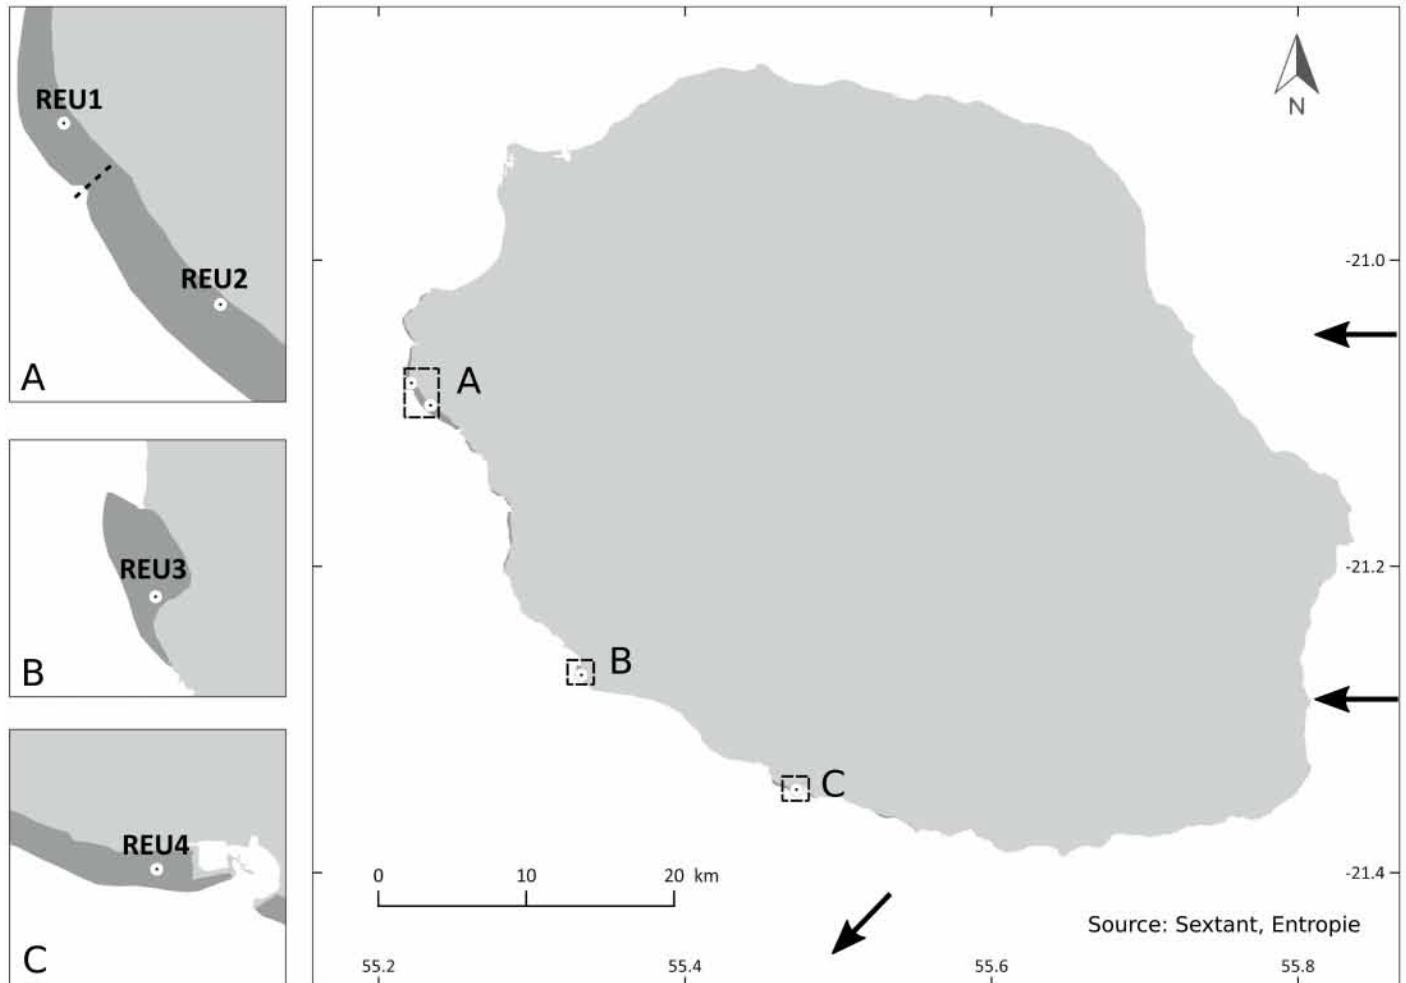 REU1
REU2
A
REU3
B
REU4
C
N
-21.0
A
-21.2
B
C
-21.4
0 10 20 km
Source: Sextant, Entropie
55.2 55.4 55.6 55.8